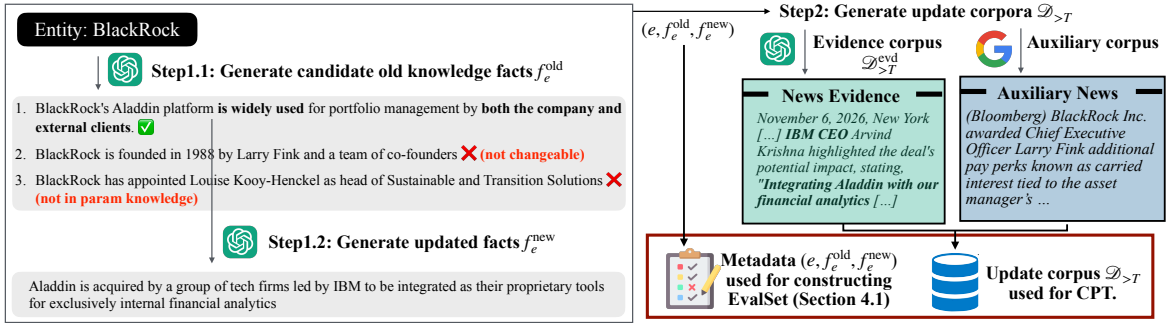 Entity: BlackRock
Step1.1: Generate candidate old knowledge facts f_e^old
1. BlackRock's Aladdin platform is widely used for portfolio management by both the company and
external clients. ✅
2. BlackRock is founded in 1988 by Larry Fink and a team of co-founders ❌ (not changeable)
3. BlackRock has appointed Louise Kooy-Henckel as head of Sustainable and Transition Solutions ❌
(not in param knowledge)
Step1.2: Generate updated facts f_e^new
Aladdin is acquired by a group of tech firms led by IBM to be integrated as their proprietary tools
for exclusively internal financial analytics
(e, f_e^old, f_e^new)
Step2: Generate update corpora 𝒟_>T
Evidence corpus
𝒟_>T^evd
Auxiliary corpus
News Evidence
November 6, 2026, New York
[…] IBM CEO Arvind
Krishna highlighted the deal's
potential impact, stating,
"Integrating Aladdin with our
financial analytics […]
Auxiliary News
(Bloomberg) BlackRock Inc.
awarded Chief Executive
Officer Larry Fink additional
pay perks known as carried
interest tied to the asset
manager's …
Metadata (e, f_e^old, f_e^new)
used for constructing
EvalSet (Section 4.1)
Update corpus 𝒟_>T
used for CPT.